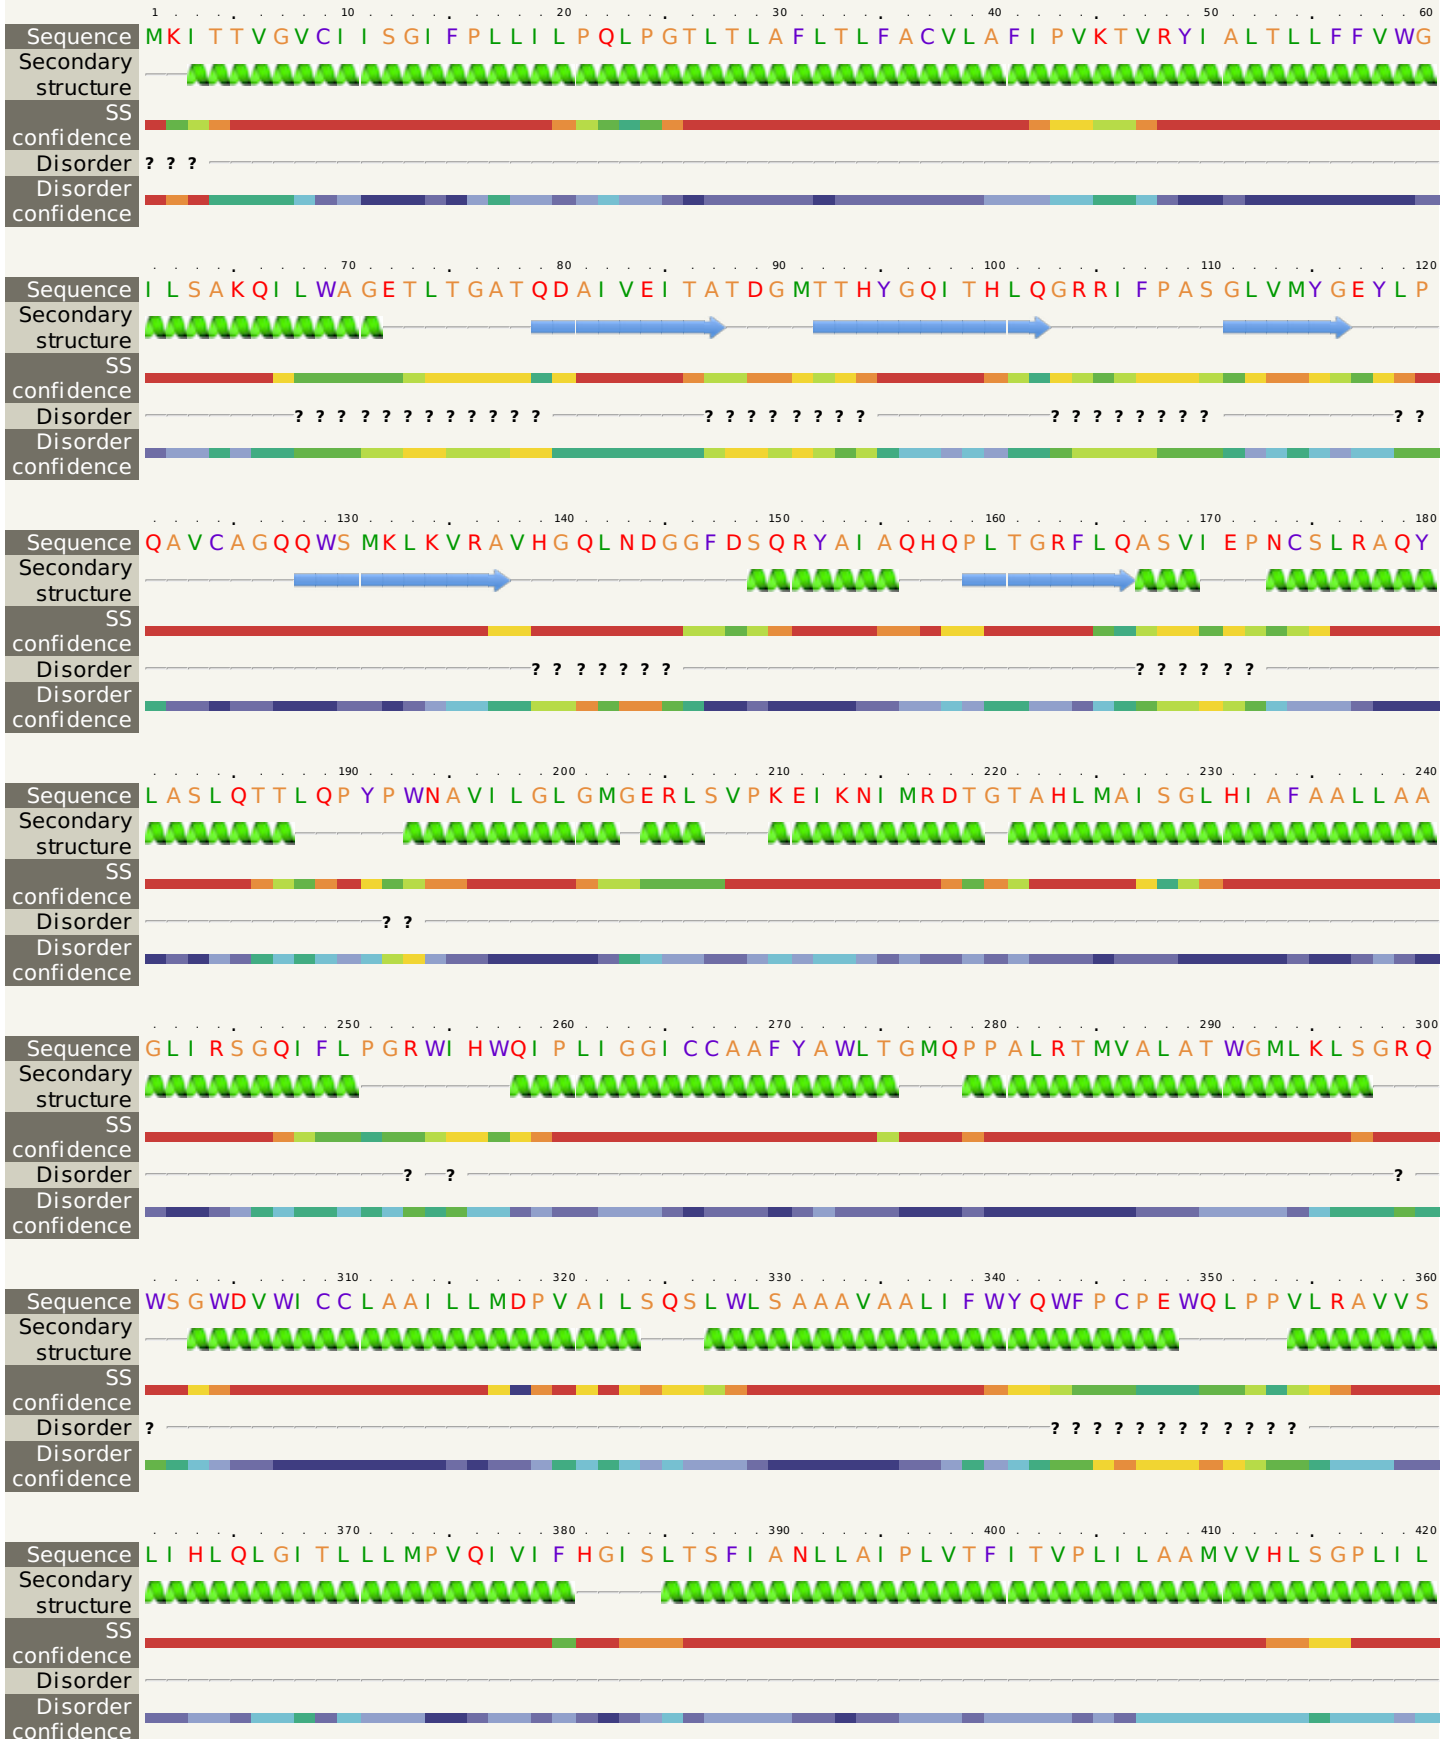 1 10 20 30 40 50 60
Sequence MKITTVGVCIISGIFPLLILPQLPGTLTLAFLTLFACVLAFIPVKTVRYIALTLLFFVWG
Secondary
structure
SS
confidence
Disorder ? ? ?
Disorder
confidence
70 80 90 100 110 120
Sequence ILSAKQILWAGETLTGATQDAIVEITATDGMTTHYGQITHLQGRRIFPASGLVMYGEYLP
Secondary
structure
SS
confidence
Disorder ? ? ? ? ? ? ? ? ? ? ? ? ? ? ? ? ? ? ? ? ? ? ? ? ? ? ? ? ? ?
Disorder
confidence
130 140 150 160 170 180
Sequence QAVCAGQQWSMKLKVRAVHGQLNDGGFDSQRYAIAQHQPLTGRFLQASVIEPNCSLRAQY
Secondary
structure
SS
confidence
Disorder ? ? ? ? ? ? ? ? ? ? ? ? ?
Disorder
confidence
190 200 210 220 230 240
Sequence LASLQTTLQPYPWNAVILGLGMGERLSVPKEIKNIMRDTGTAHLMAISGLHIAFAALLAA
Secondary
structure
SS
confidence
Disorder ? ?
Disorder
confidence
250 260 270 280 290 300
Sequence GLIRSGQIFLPGRWIHWQIPLIGGICCAAFYAWLTGMQPPALRTMVALATWGMLKLSGRQ
Secondary
structure
SS
confidence
Disorder ? ? ?
Disorder
confidence
310 320 330 340 350 360
Sequence WSGWDVWICCLAAILLMDPVAILSQSLWLSAAAVAALIFWYQWFPCPEWQLPPVLRAVVS
Secondary
structure
SS
confidence
Disorder ? ? ? ? ? ? ? ? ? ? ? ? ?
Disorder
confidence
370 380 390 400 410 420
Sequence LIHLQLGITLLLMPVQIVIFHGISLTSFIANLLAIPLVTFITVPLILAAMVVHLSGPLIL
Secondary
structure
SS
confidence
Disorder
Disorder
confidence